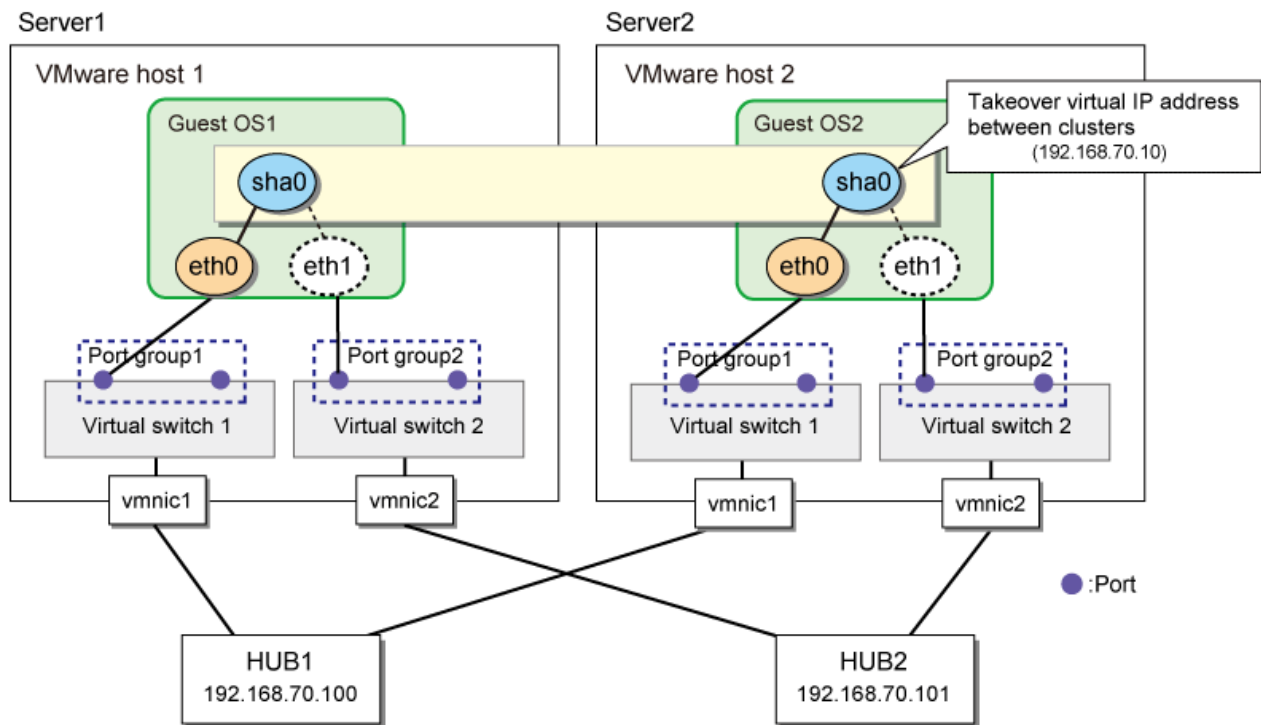 Server1
Server2
VMware host 1
VMware host 2
Takeover virtual IP address
between clusters
(192.168.70.10)
Guest OS1
Guest OS2
sha0
sha0
eth0
eth1
eth0
eth1
Port group1
Port group2
Port group1
Port group2
Virtual switch 1
Virtual switch 2
Virtual switch 1
Virtual switch 2
vmnic1
vmnic2
vmnic1
vmnic2
:Port
HUB1
192.168.70.100
HUB2
192.168.70.101